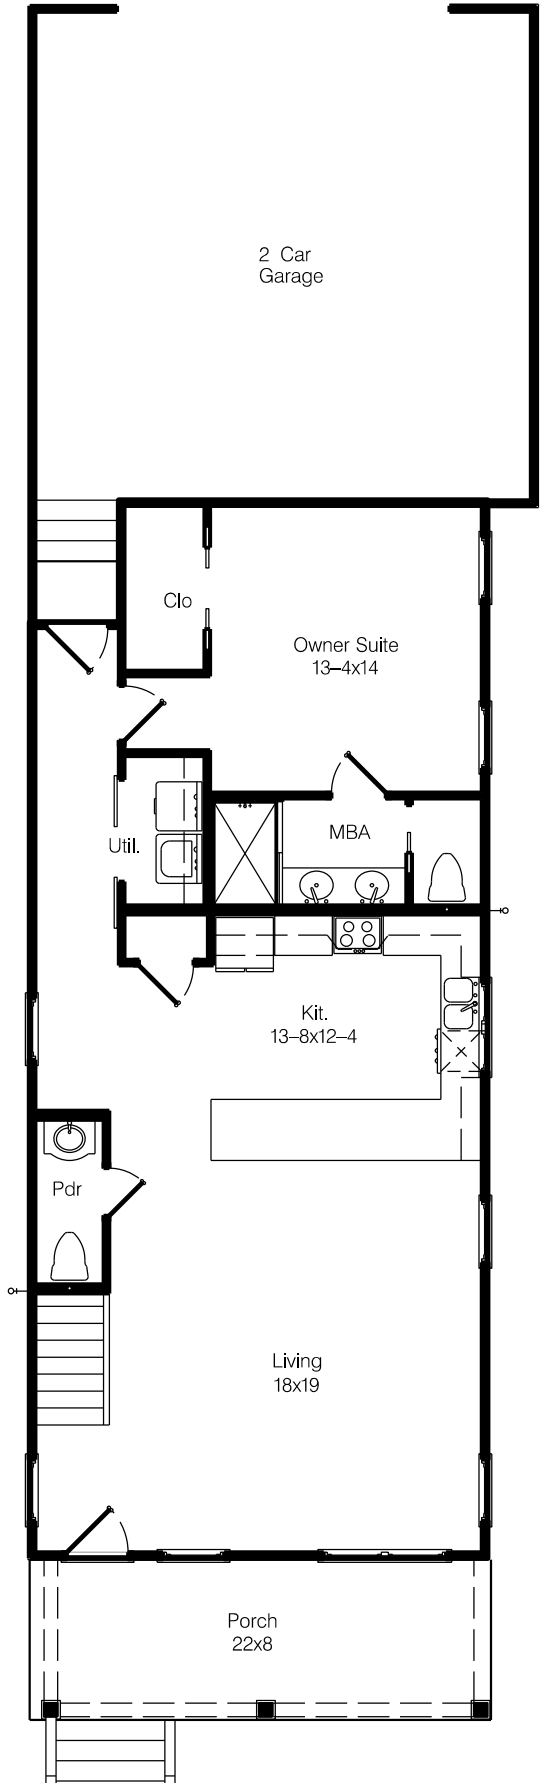 2 Car
Garage
Clo
Owner Suite
13–4x14
MBA
Util.
Kit.
13–8x12–4
Pdr
Living
18x19
Porch
22x8